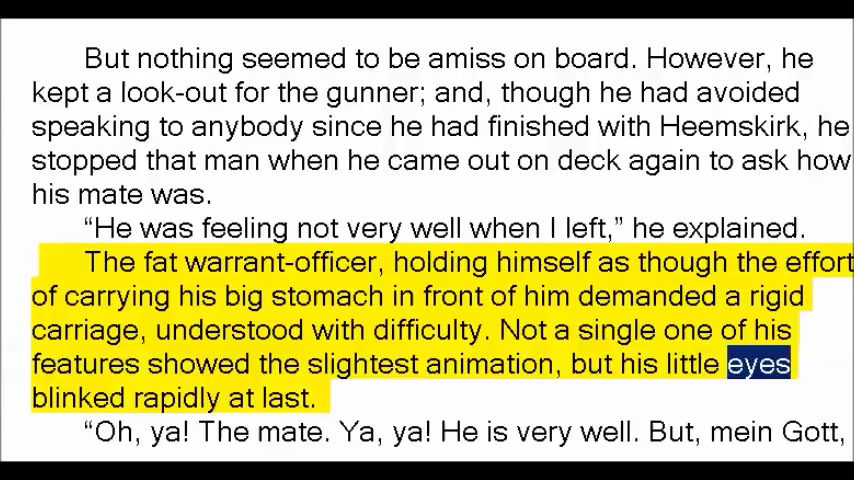 But nothing seemed to be amiss on board. However, he
kept a look-out for the gunner; and, though he had avoided
speaking to anybody since he had finished with Heemskirk, he
stopped that man when he came out on deck again to ask how
his mate was.
“He was feeling not very well when I left,” he explained.
The fat warrant-officer, holding himself as though the effort
of carrying his big stomach in front of him demanded a rigid
carriage, understood with difficulty. Not a single one of his
features showed the slightest animation, but his little eyes
blinked rapidly at last.
“Oh, ya! The mate. Ya, ya! He is very well. But, mein Gott,